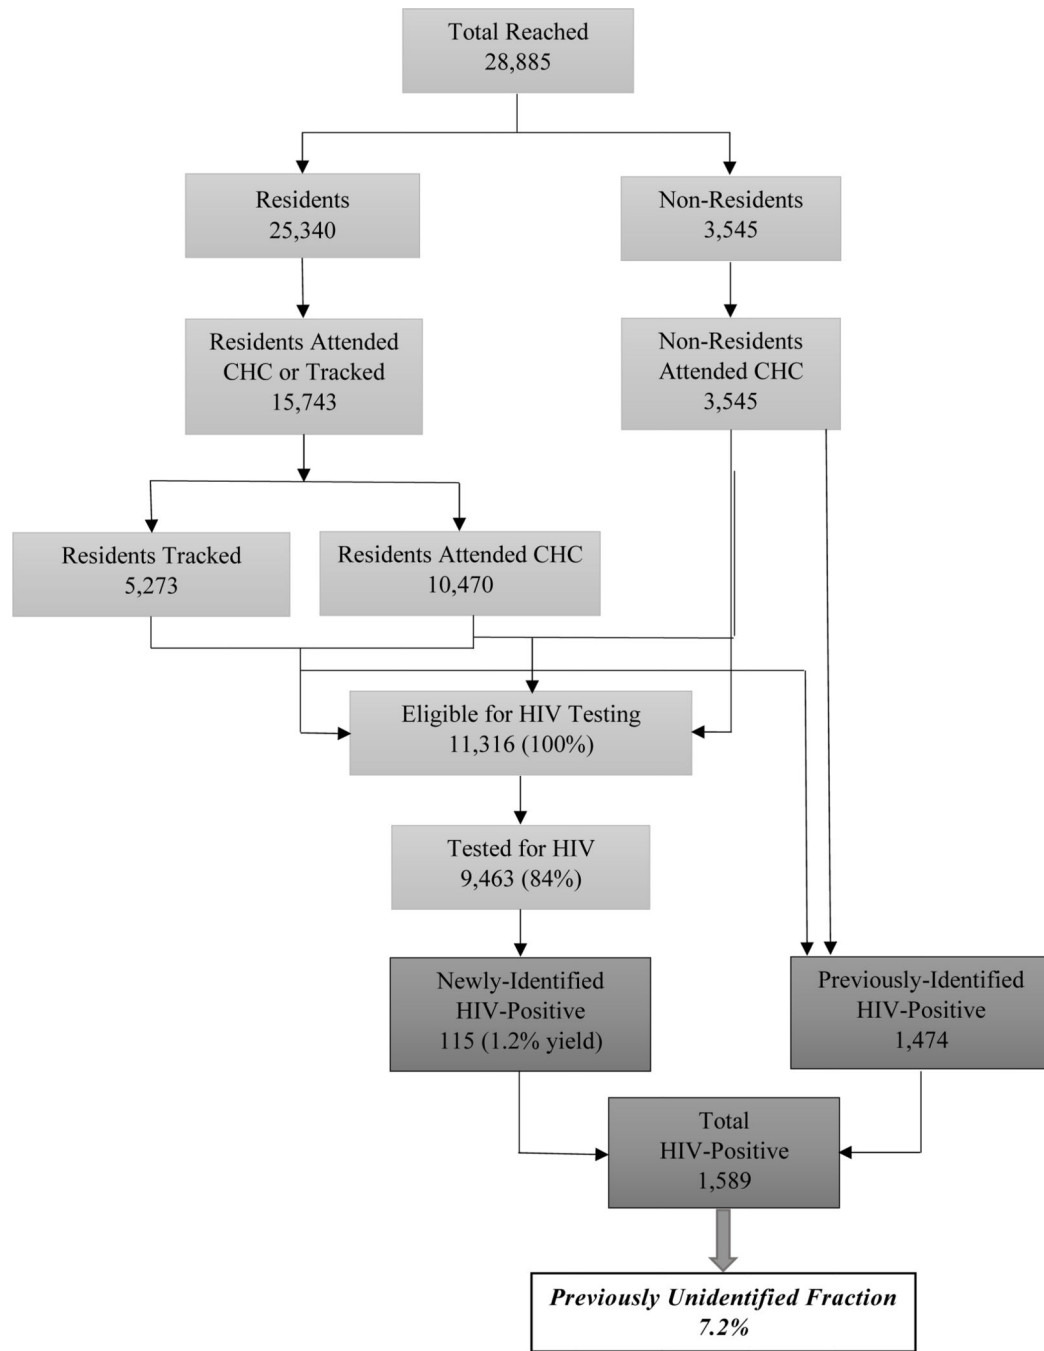 Total Reached
28,885
Residents
25,340
Non-Residents
3,545
Residents Attended
CHC or Tracked
15,743
Non-Residents
Attended CHC
3,545
Residents Tracked
5,273
Residents Attended CHC
10,470
Eligible for HIV Testing
11,316 (100%)
Tested for HIV
9,463 (84%)
Newly-Identified
HIV-Positive
115 (1.2% yield)
Previously-Identified
HIV-Positive
1,474
Total
HIV-Positive
1,589
Previously Unidentified Fraction
7.2%